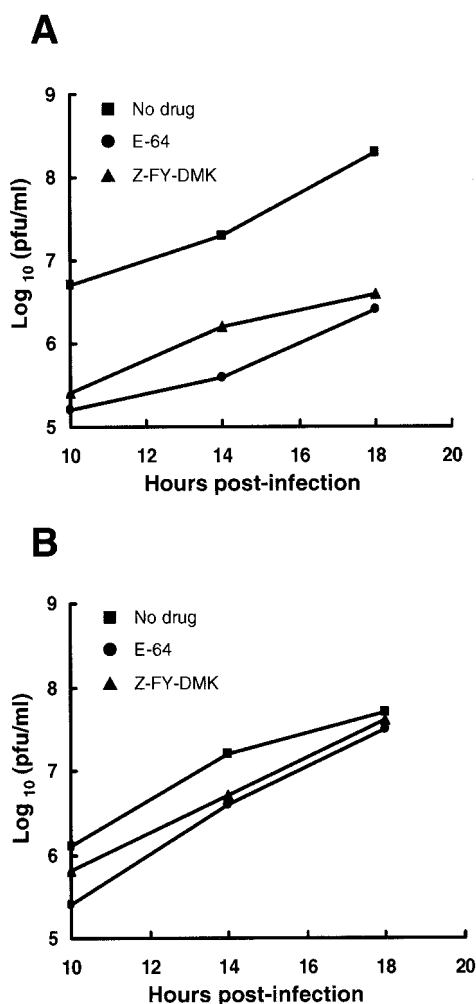 A
9
■ No drug
● E-64
▲ Z-FY-DMK
8
7
6
5
Log 10 (pfu/ml)
10 12 14 16 18 20
Hours post-infection
B
9
■ No drug
● E-64
▲ Z-FY-DMK
8
7
6
5
Log 10 (pfu/ml)
10 12 14 16 18 20
Hours post-infection